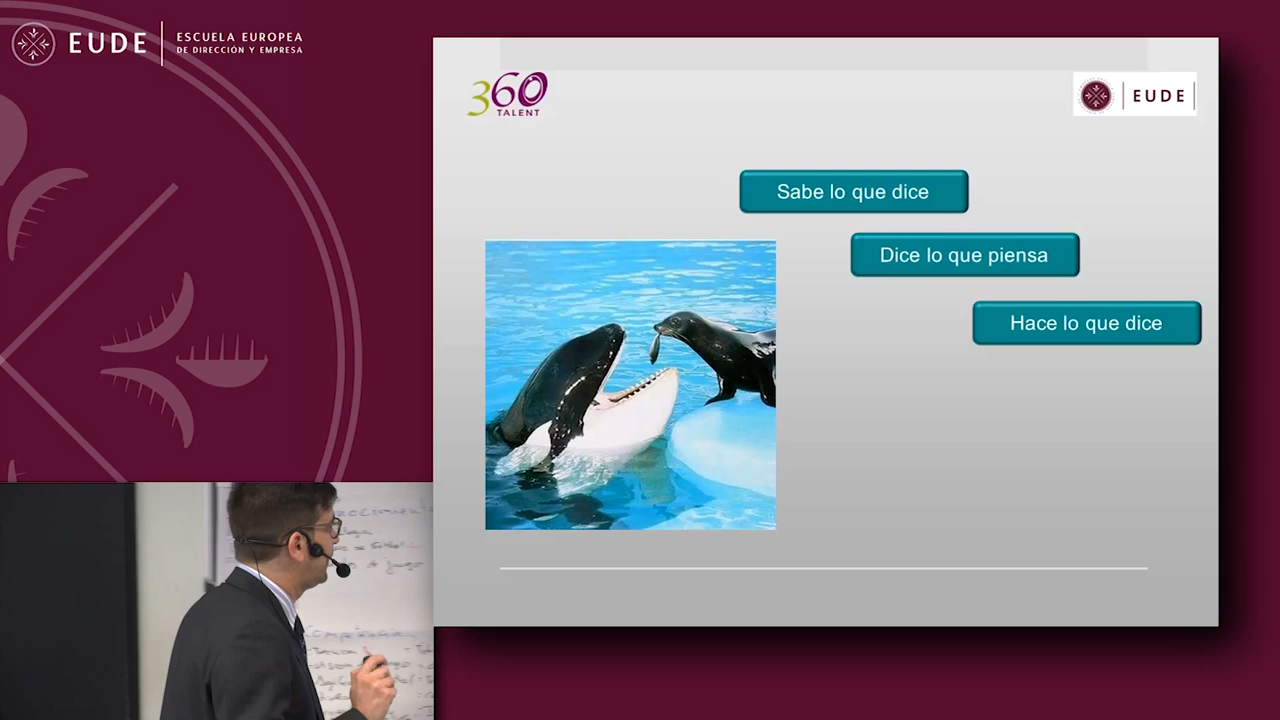 EUDE
ESCUELA EUROPEA
DE DIRECCIÓN Y EMPRESA
360
TALENT
EUDE
Sabe lo que dice
Dice lo que piensa
Hace lo que dice